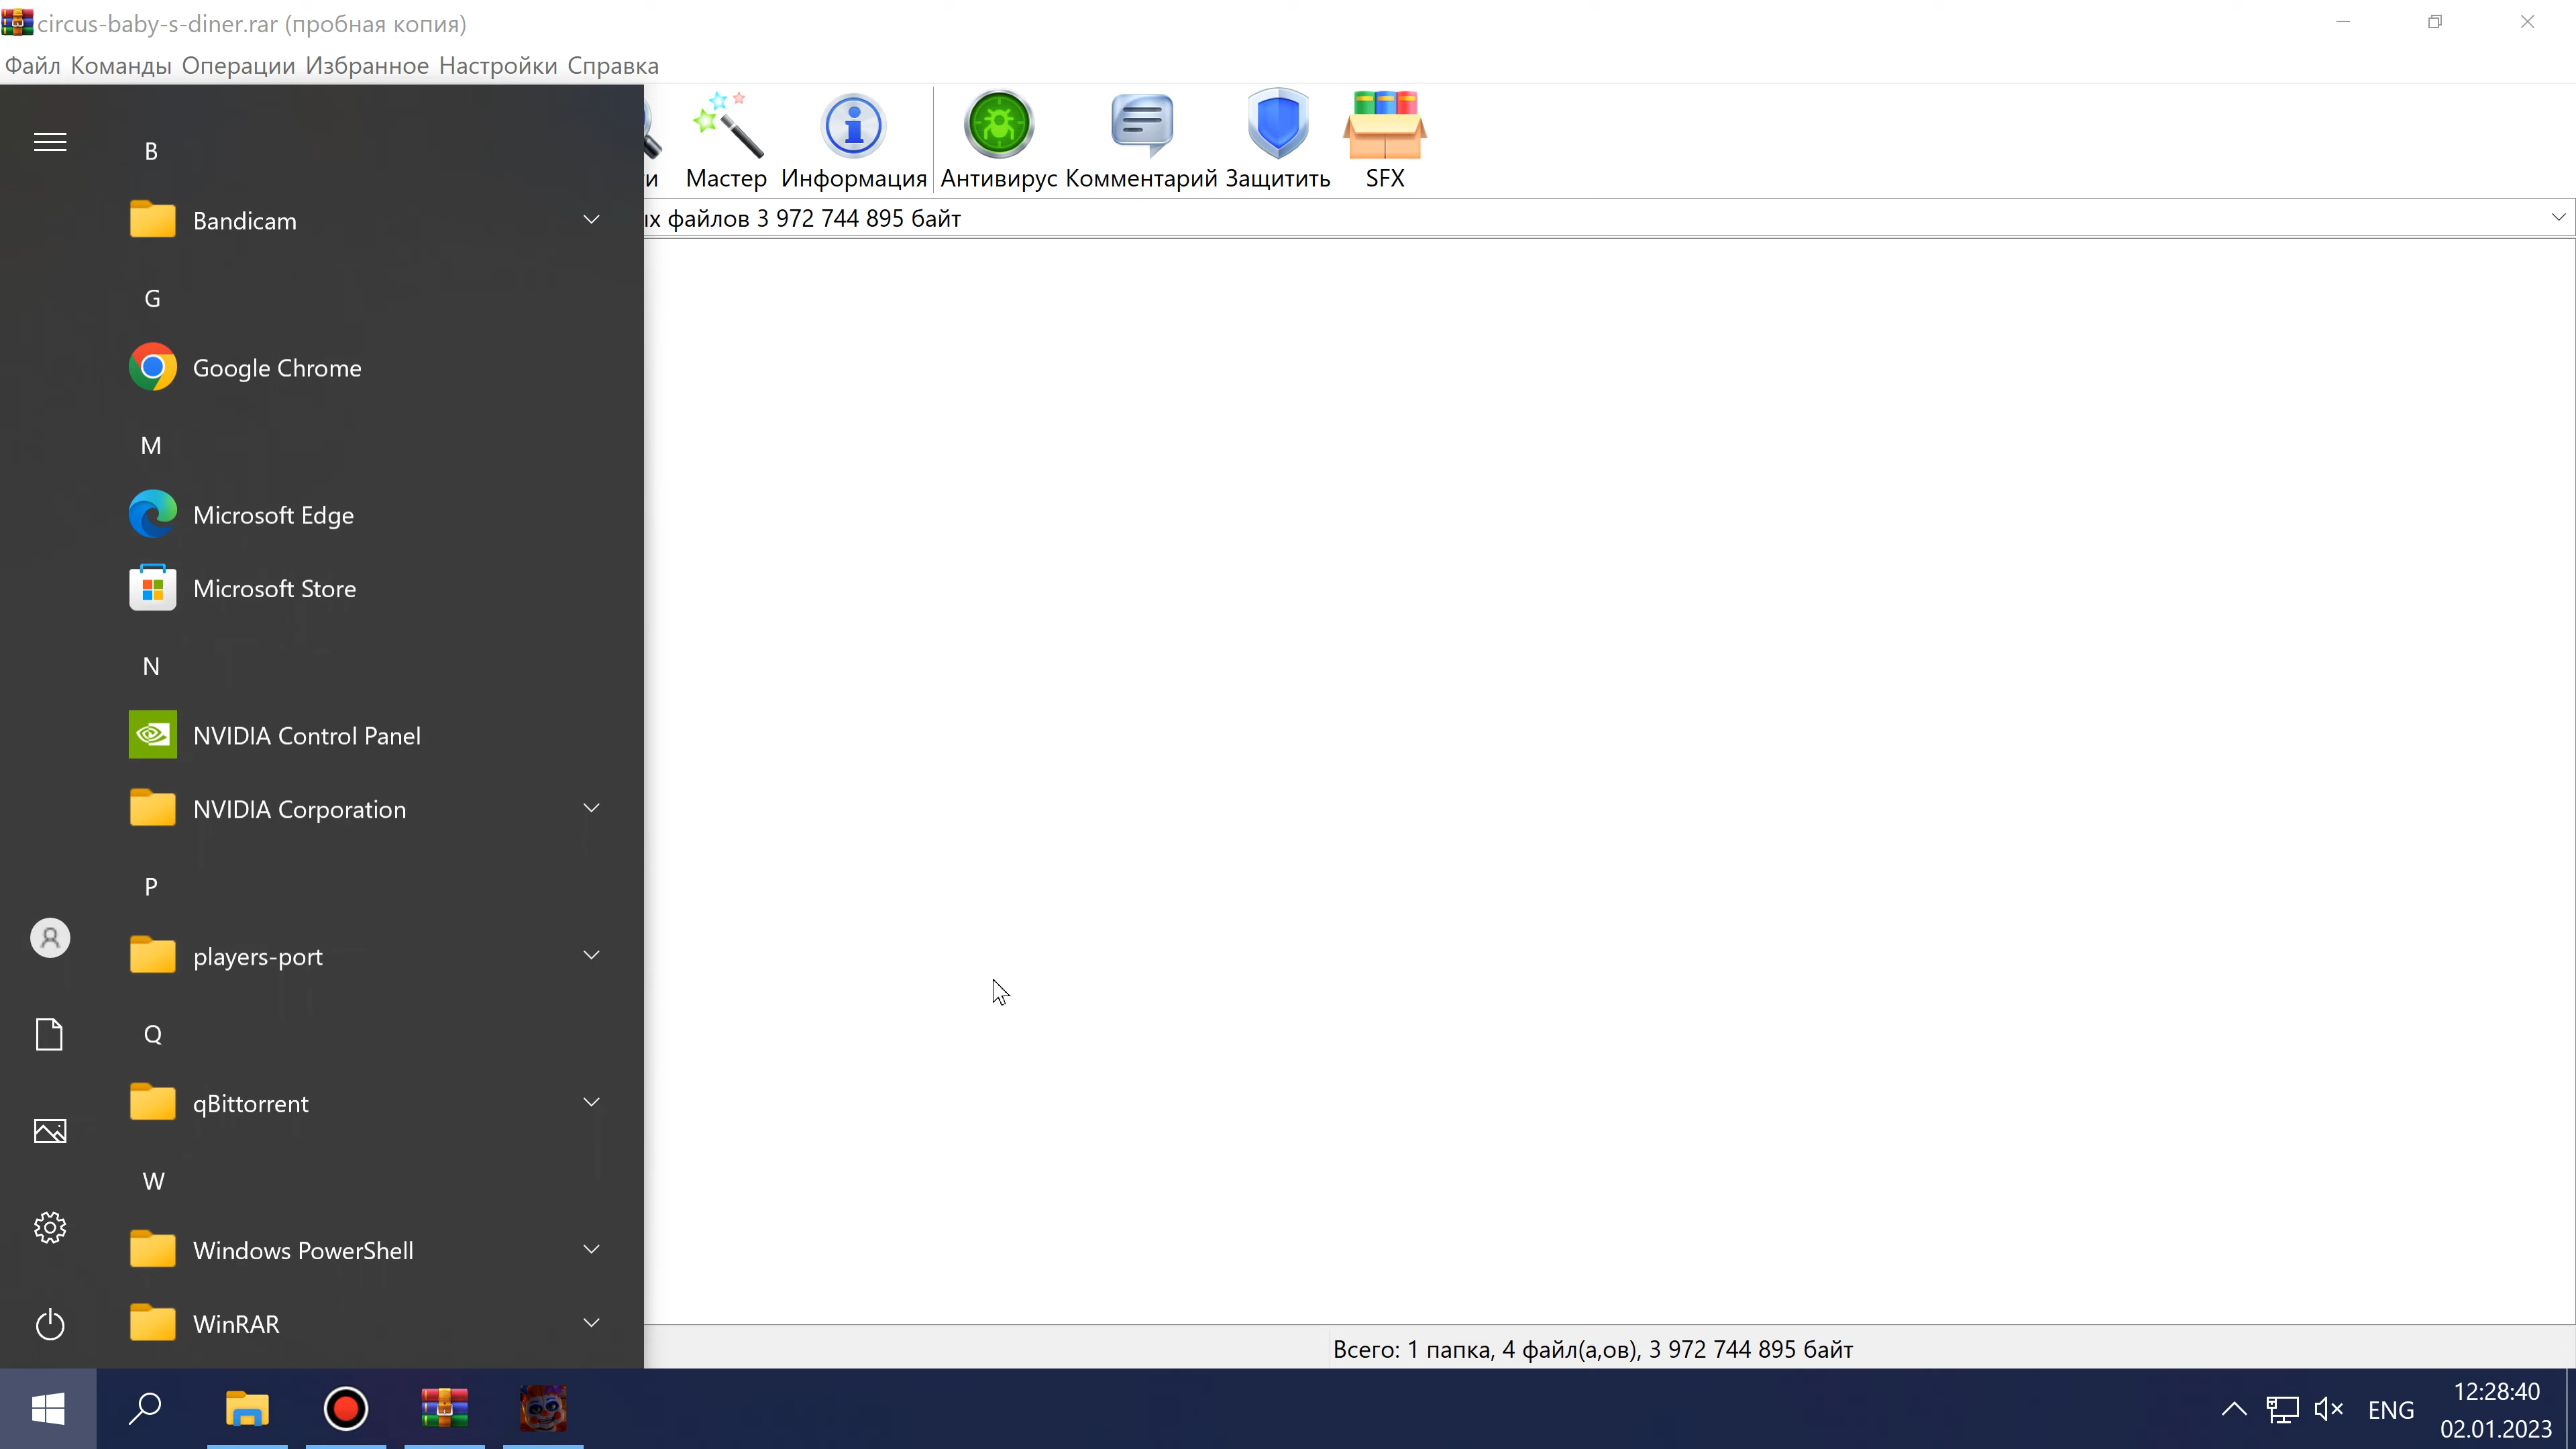 circus-baby-s-diner.rar (пробная копия)
Файл Команды Операции Избранное Настройки Справка
Мастер Информация Антивирус Комментарий Защитить SFX
файлов 3 972 744 895 байт
B
Bandicam
G
Google Chrome
M
Microsoft Edge
Microsoft Store
N
NVIDIA Control Panel
NVIDIA Corporation
P
players-port
Q
qBittorrent
W
Windows PowerShell
WinRAR
Всего: 1 папка, 4 файл(а,ов), 3 972 744 895 байт
ENG
12:28:40
02.01.2023